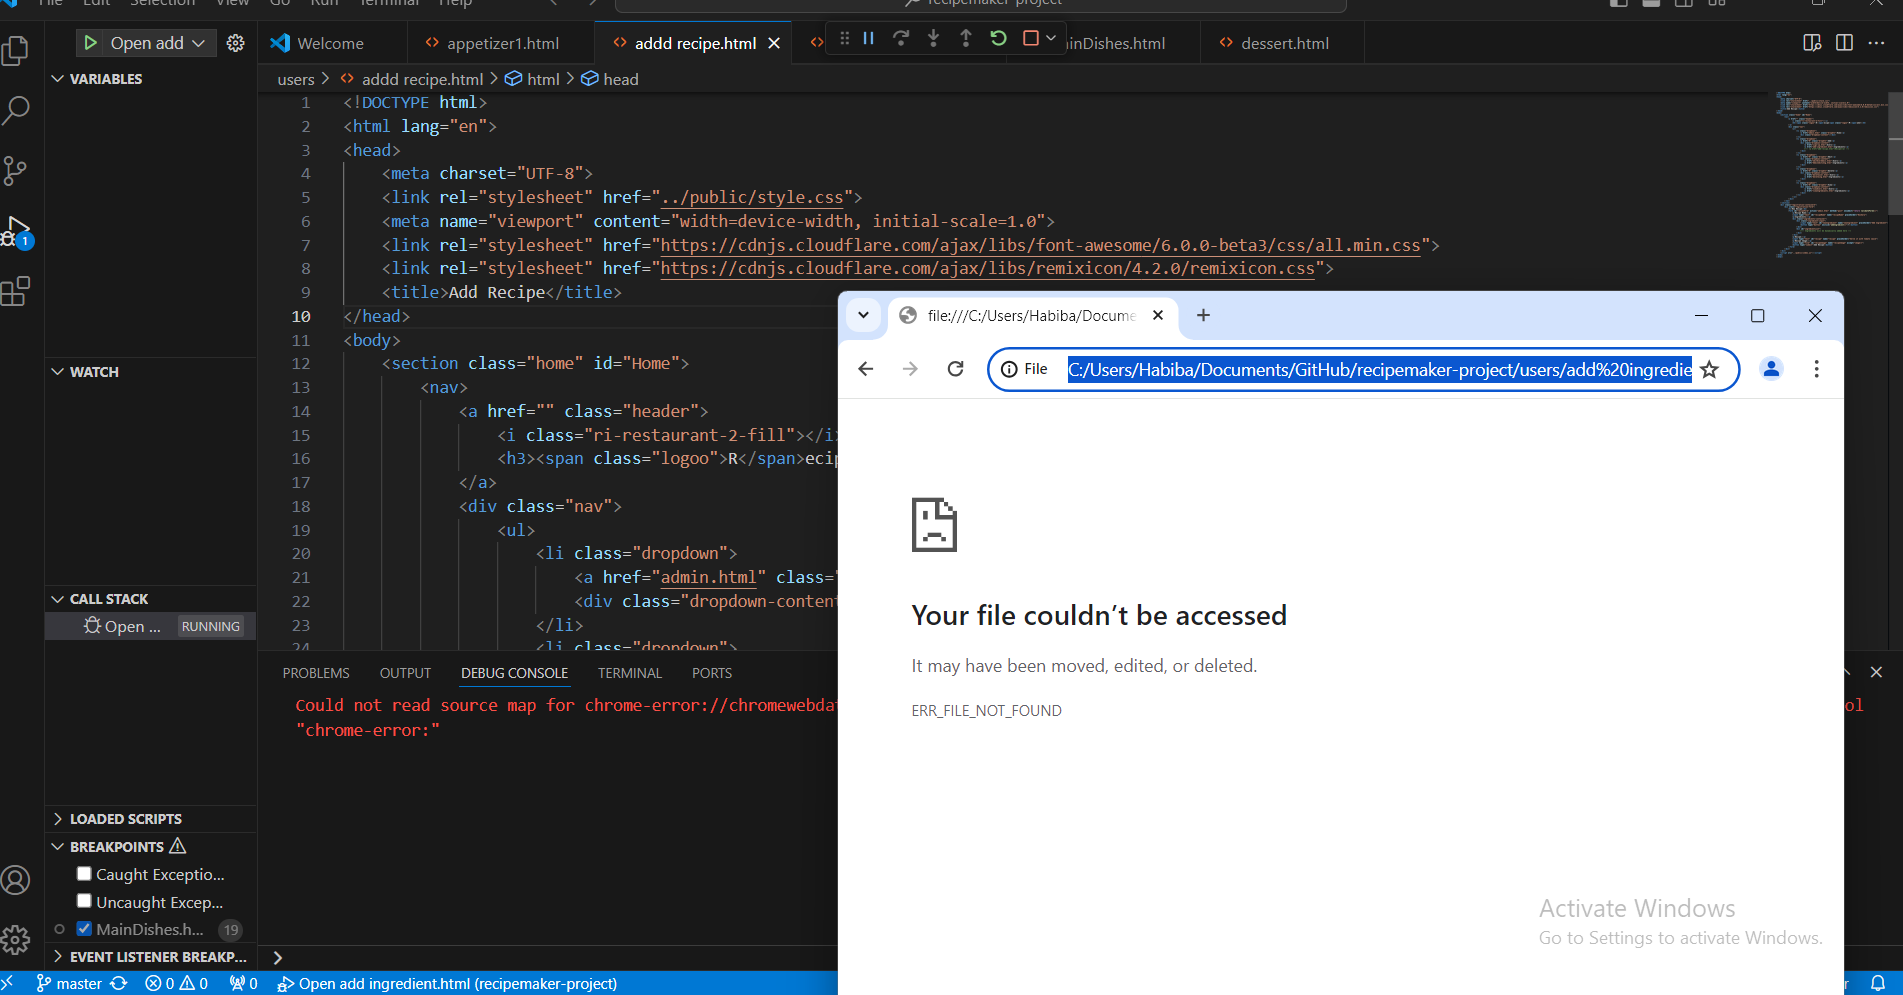 File Edit Selection View Go Run Terminal Help
recipemaker-project
Open add
Welcome
appetizer1.html
addd recipe.html
ainDishes.html
dessert.html
VARIABLES
users > addd recipe.html > html > head
1 <!DOCTYPE html>
2 <html lang="en">
3 <head>
4 <meta charset="UTF-8">
5 <link rel="stylesheet" href="../public/style.css">
6 <meta name="viewport" content="width=device-width, initial-scale=1.0">
7 <link rel="stylesheet" href="https://cdnjs.cloudflare.com/ajax/libs/font-awesome/6.0.0-beta3/css/all.min.css">
8 <link rel="stylesheet" href="https://cdnjs.cloudflare.com/ajax/libs/remixicon/4.2.0/remixicon.css">
9 <title>Add Recipe</title>
10 </head>
11 <body>
12 <section class="home" id="Home">
13 <nav>
14 <a href="" class="header">
15 <i class="ri-restaurant-2-fill"></i
16 <h3><span class="logoo">R</span>ecip
17 </a>
18 <div class="nav">
19 <ul>
20 <li class="dropdown">
21 <a href="admin.html" class="
22 <div class="dropdown-content
23 </li>
24 <li class="dropdown">
WATCH
CALL STACK
Open ... RUNNING
LOADED SCRIPTS
BREAKPOINTS
Caught Exceptio...
Uncaught Excep...
MainDishes.h... 19
EVENT LISTENER BREAKP...
PROBLEMS OUTPUT DEBUG CONSOLE TERMINAL PORTS
Could not read source map for chrome-error://chromewebdat
ol
"chrome-error:"
file:///C:/Users/Habiba/Docume
File C:/Users/Habiba/Documents/GitHub/recipemaker-project/users/add%20ingredie
Your file couldn’t be accessed
It may have been moved, edited, or deleted.
ERR_FILE_NOT_FOUND
Activate Windows
Go to Settings to activate Windows.
1
master 0 0 0 Open add ingredient.html (recipemaker-project)